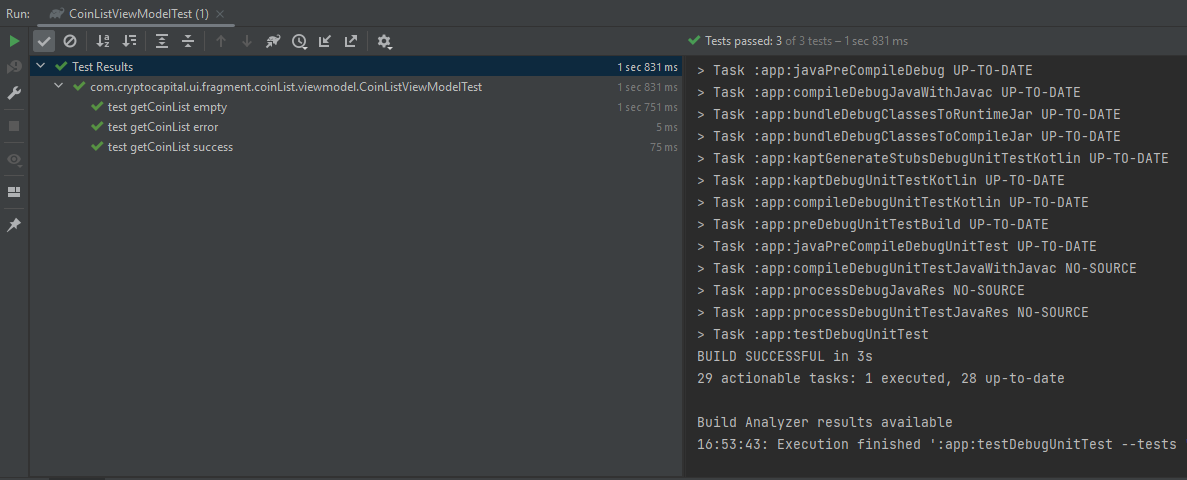 Run: CoinListViewModelTest (1)
Tests passed: 3 of 3 tests – 1 sec 831 ms
Test Results 1 sec 831 ms
com.cryptocapital.ui.fragment.coinList.viewmodel.CoinListViewModelTest 1 sec 831 ms
test getCoinList empty 1 sec 751 ms
test getCoinList error 5 ms
test getCoinList success 75 ms
> Task :app:javaPreCompileDebug UP-TO-DATE
> Task :app:compileDebugJavaWithJavac UP-TO-DATE
> Task :app:bundleDebugClassesToRuntimeJar UP-TO-DATE
> Task :app:bundleDebugClassesToCompileJar UP-TO-DATE
> Task :app:kaptGenerateStubsDebugUnitTestKotlin UP-TO-DATE
> Task :app:kaptDebugUnitTestKotlin UP-TO-DATE
> Task :app:compileDebugUnitTestKotlin UP-TO-DATE
> Task :app:preDebugUnitTestBuild UP-TO-DATE
> Task :app:javaPreCompileDebugUnitTest UP-TO-DATE
> Task :app:compileDebugUnitTestJavaWithJavac NO-SOURCE
> Task :app:processDebugJavaRes NO-SOURCE
> Task :app:processDebugUnitTestJavaRes NO-SOURCE
> Task :app:testDebugUnitTest
BUILD SUCCESSFUL in 3s
29 actionable tasks: 1 executed, 28 up-to-date
Build Analyzer results available
16:53:43: Execution finished ':app:testDebugUnitTest --tests